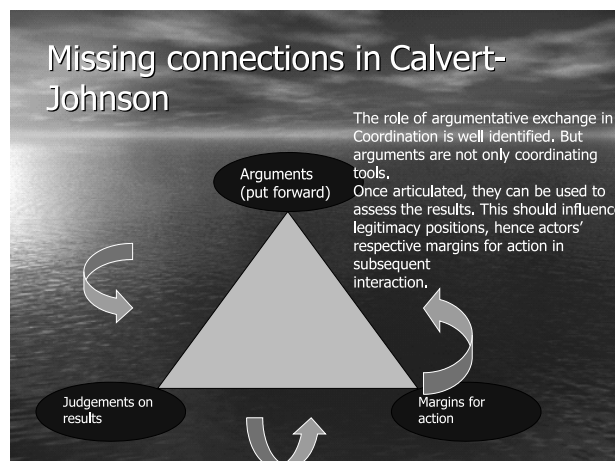 Missing connections in Calvert-
Johnson
The role of argumentative exchange in
Coordination is well identified. But
arguments are not only coordinating
tools.
Once articulated, they can be used to
assess the results. This should influence
legitimacy positions, hence actors'
respective margins for action in
subsequent
interaction.
Arguments
(put forward)
Judgements on
results
Margins for
action